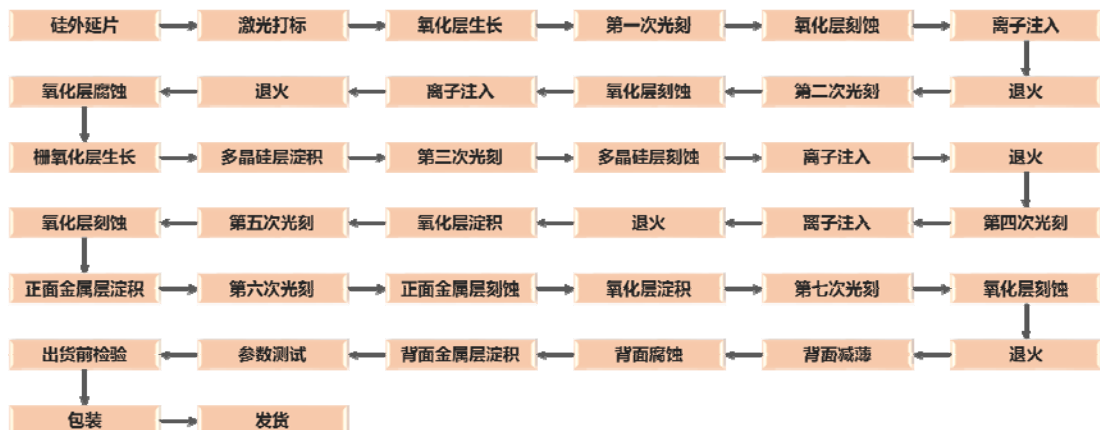 硅外延片 激光打标 氧化层生长 第一次光刻 氧化层刻蚀 离子注入
氧化层腐蚀 退火 离子注入 氧化层刻蚀 第二次光刻 退火
栅氧化层生长 多晶硅层淀积 第三次光刻 多晶硅层刻蚀 离子注入 退火
氧化层刻蚀 第五次光刻 氧化层淀积 退火 离子注入 第四次光刻
正面金属层淀积 第六次光刻 正面金属层刻蚀 氧化层淀积 第七次光刻 氧化层刻蚀
出货前检验 参数测试 背面金属层淀积 背面腐蚀 背面减薄 退火
包装 发货